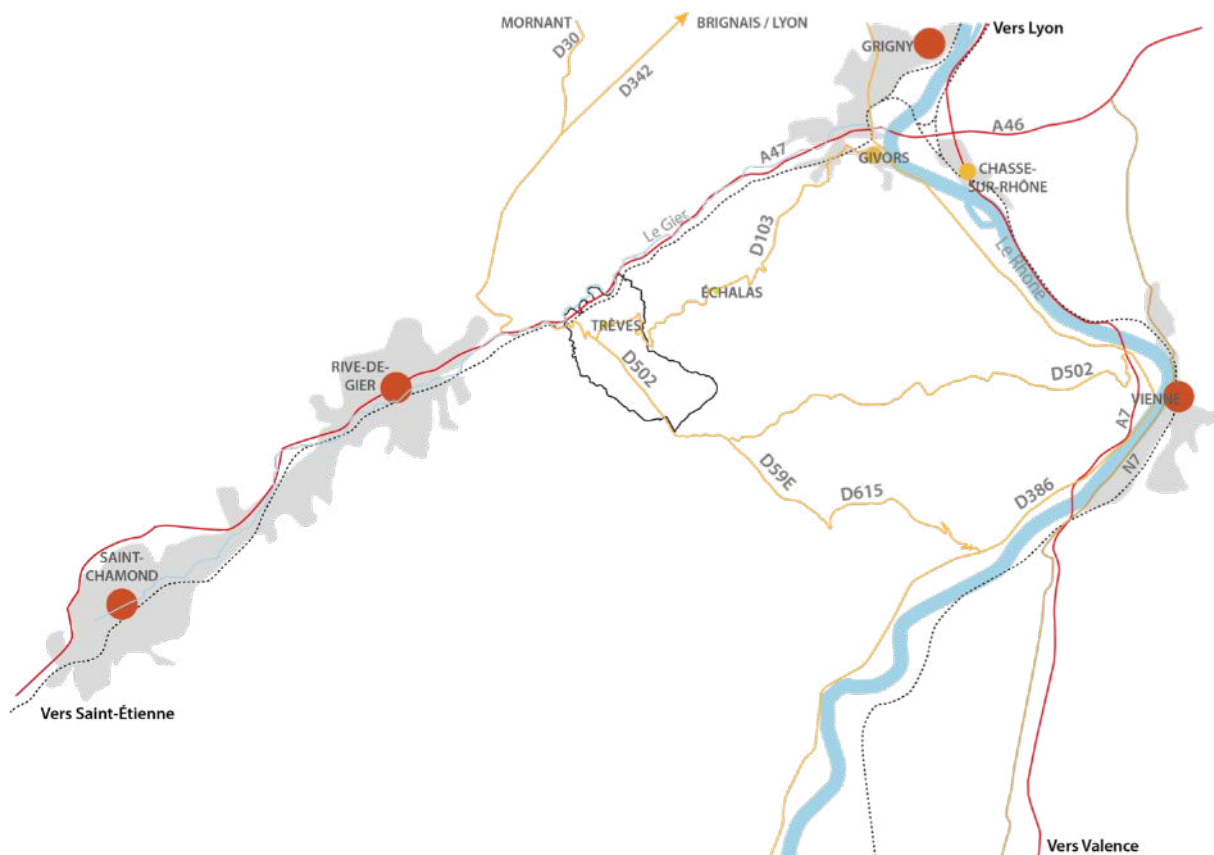 MORNANT
BRIGNAIS / LYON
Vers Lyon
D30
GRIGNY
D342
A46
A47
GIVORS
CHASSE-
SUR-RHÔNE
Le Gier
D103
Le Rhône
ÉCHALAS
TRÈVES
RIVE-DE-
GIER
D502
D502
VIENNE
A7
D59E
N7
D615
D386
SAINT-
CHAMOND
Vers Saint-Étienne
Vers Valence